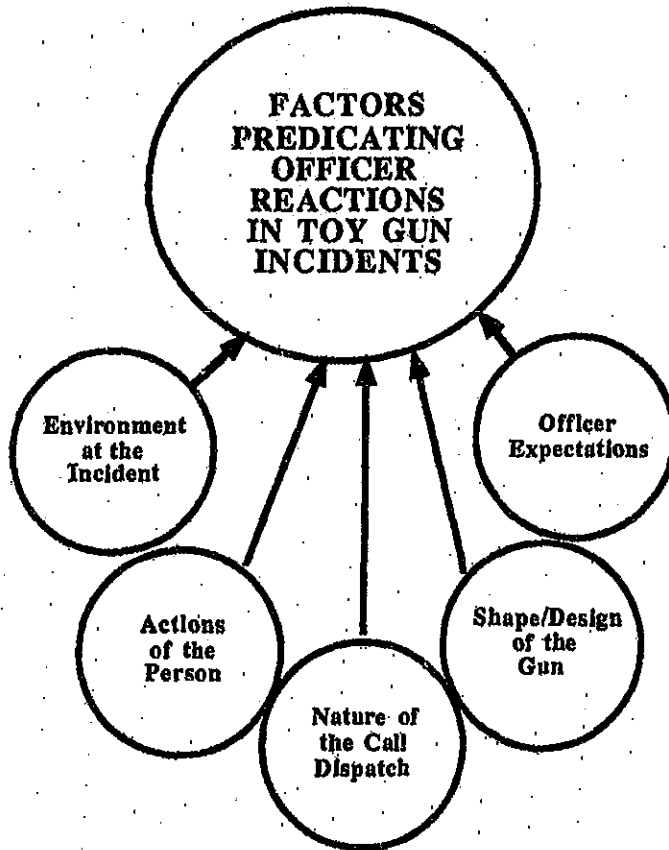 FACTORS
PREDICATING
OFFICER
REACTIONS
IN TOY GUN
INCIDENTS
Environment
at the
Incident
Officer
Expectations
Actions
of the
Person
Shape/Design
of the
Gun
Nature of
the Call
Dispatch